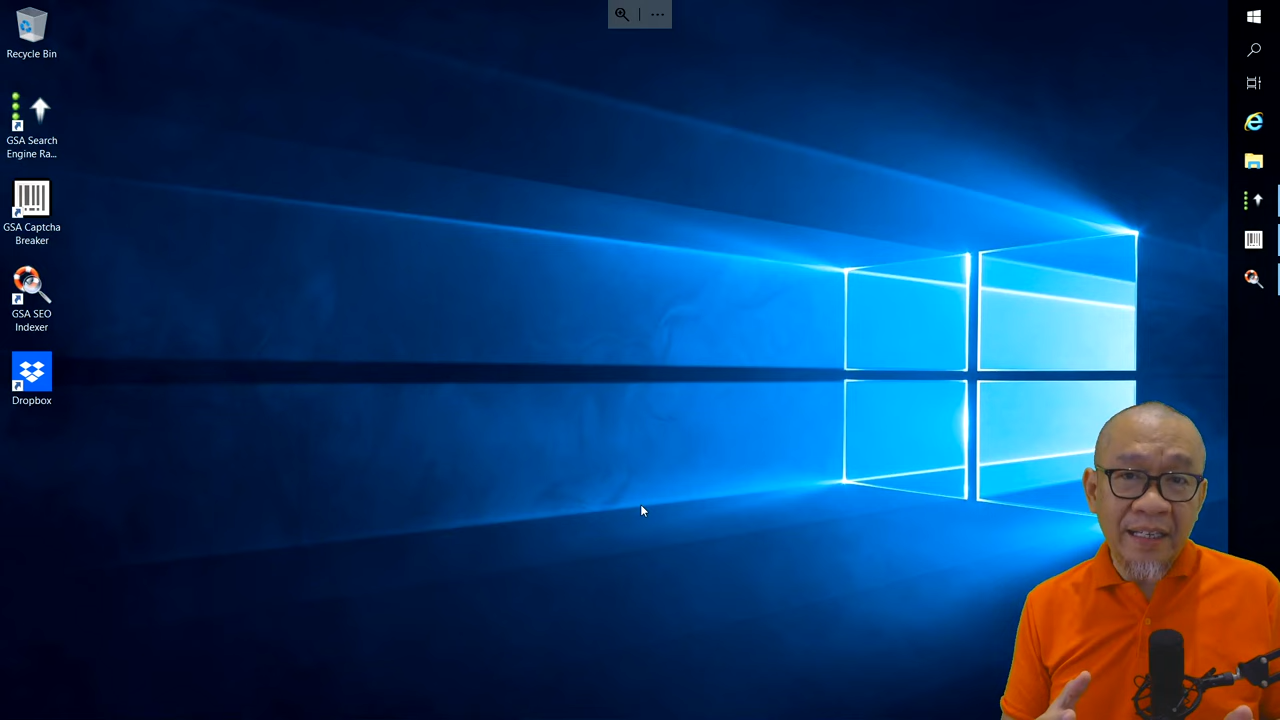 Recycle Bin
GSA Search
Engine Ra...
GSA Captcha
Breaker
GSA SEO
Indexer
Dropbox